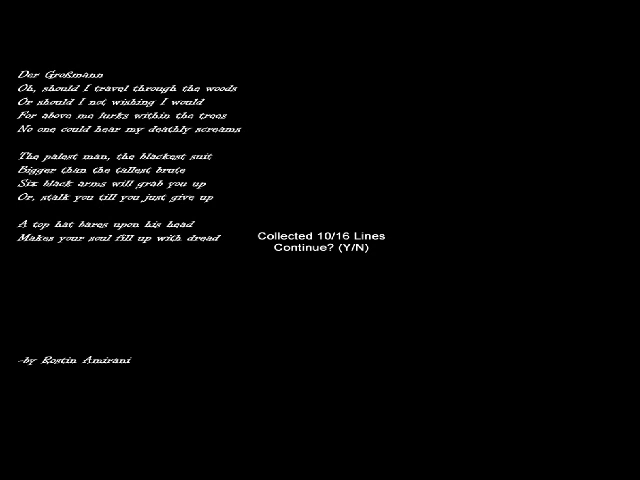 Der Großmann
Oh, should I travel through the woods
Or should I not, wishing I would
For above me lurks within the trees
No one could hear my deathly screams
The palest man, the blackest suit
Bigger than the tallest brute
Six black arms will grab you up
Or, stalk you till you just give up
A top hat bares upon his head
Makes your soul fill up with dread
Collected 10/16 Lines
Continue? (Y/N)
-by Rostin Amirani